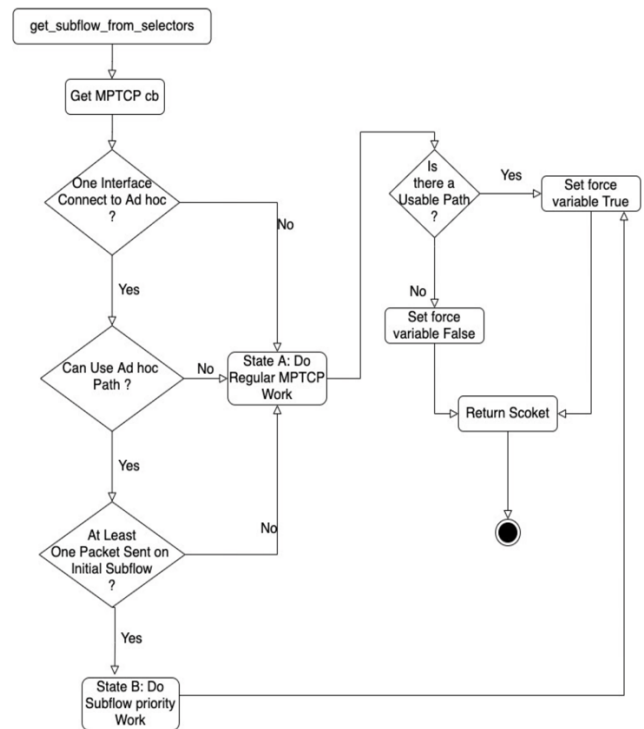 get_subflow_from_selectors
Get MPTCP cb
One Interface
Connect to Ad hoc
?
No
Yes
Can Use Ad hoc
Path ?
No
Yes
At Least
One Packet Sent on
Initial Subflow
?
No
Yes
State B: Do
Subflow priority
Work
State A: Do
Regular MPTCP
Work
Is
there a
Usable Path
?
Yes
Set force
variable True
No
Set force
variable False
Return Scoket